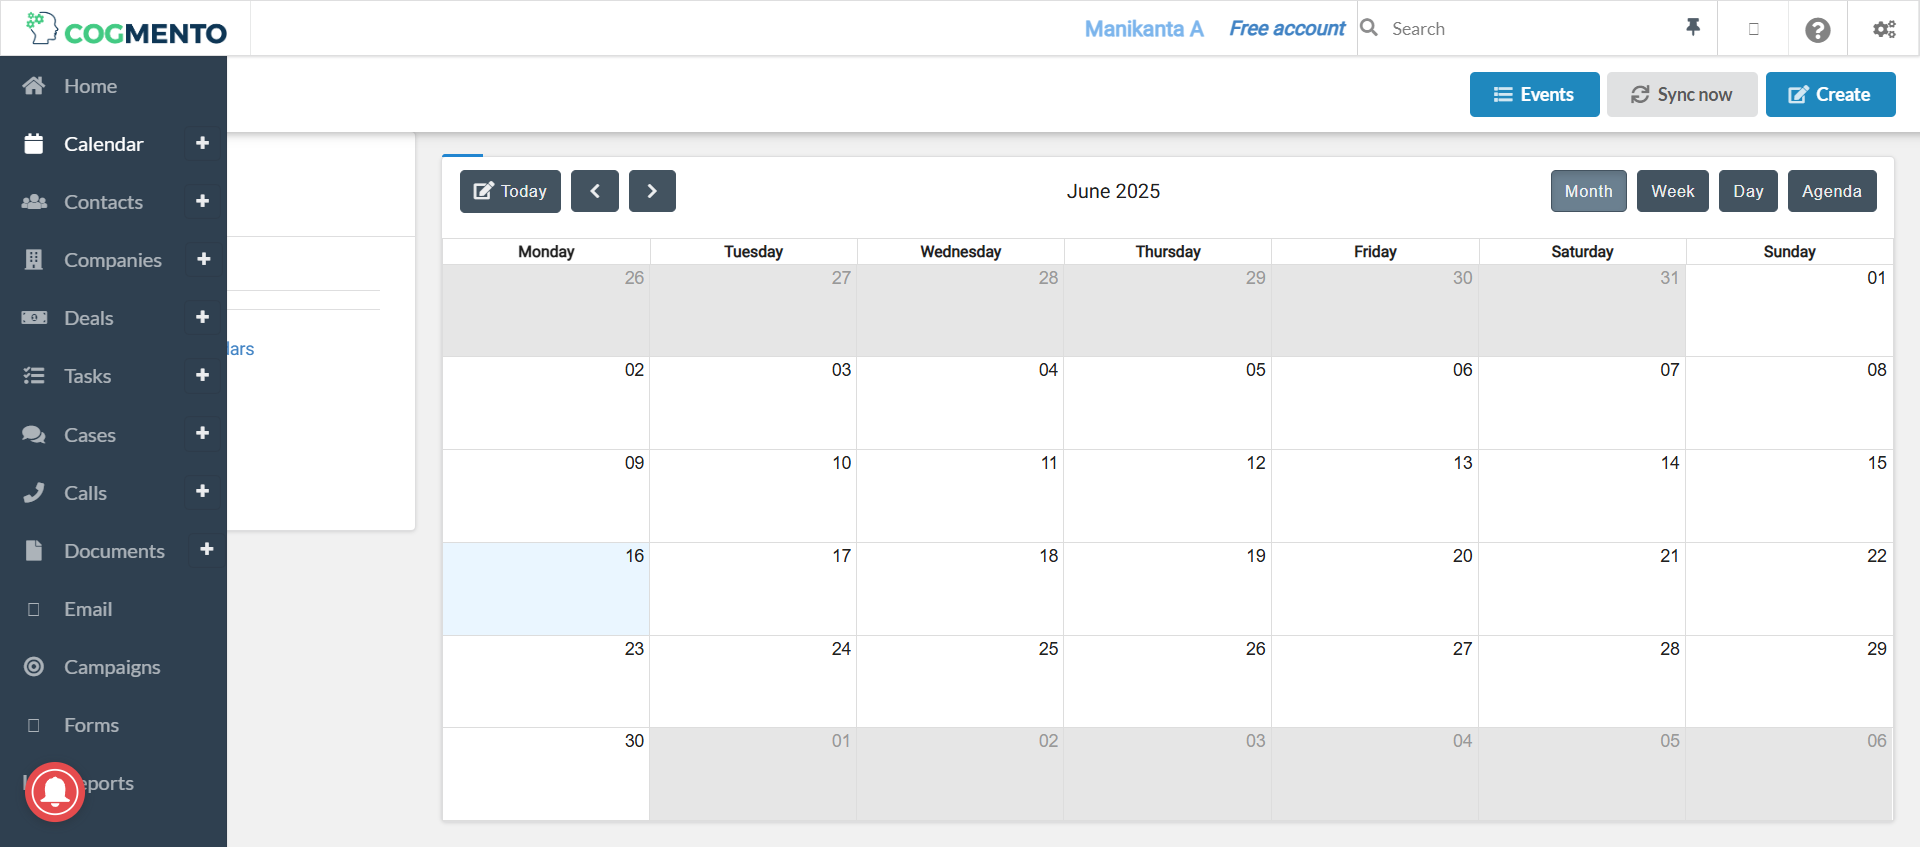 COGMENTO
Manikanta A
Free account
Search
Home
Calendar
Contacts
Companies
Deals
Tasks
Cases
Calls
Documents
Email
Campaigns
Forms
eports
lars
Events
Sync now
Create
Today
June 2025
Month
Week
Day
Agenda
Monday Tuesday Wednesday Thursday Friday Saturday Sunday
26 27 28 29 30 31 01
02 03 04 05 06 07 08
09 10 11 12 13 14 15
16 17 18 19 20 21 22
23 24 25 26 27 28 29
30 01 02 03 04 05 06